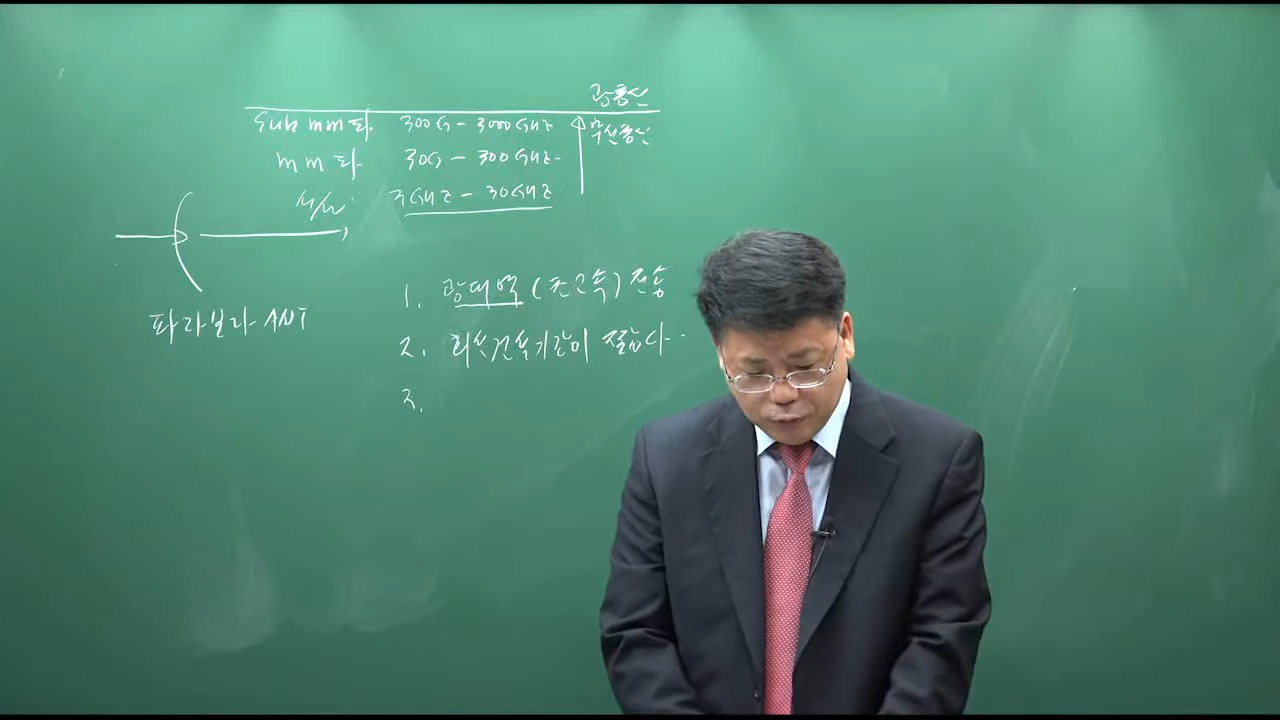 광통신
Sub mm파 300G - 3000GHz 무선통신
mm파 30G - 300GHz
M/W 3GHz - 30GHz
파라보라 ANT
1. 광대역 (초고속) 전송
2. 회선건속기간이 짧다
3.